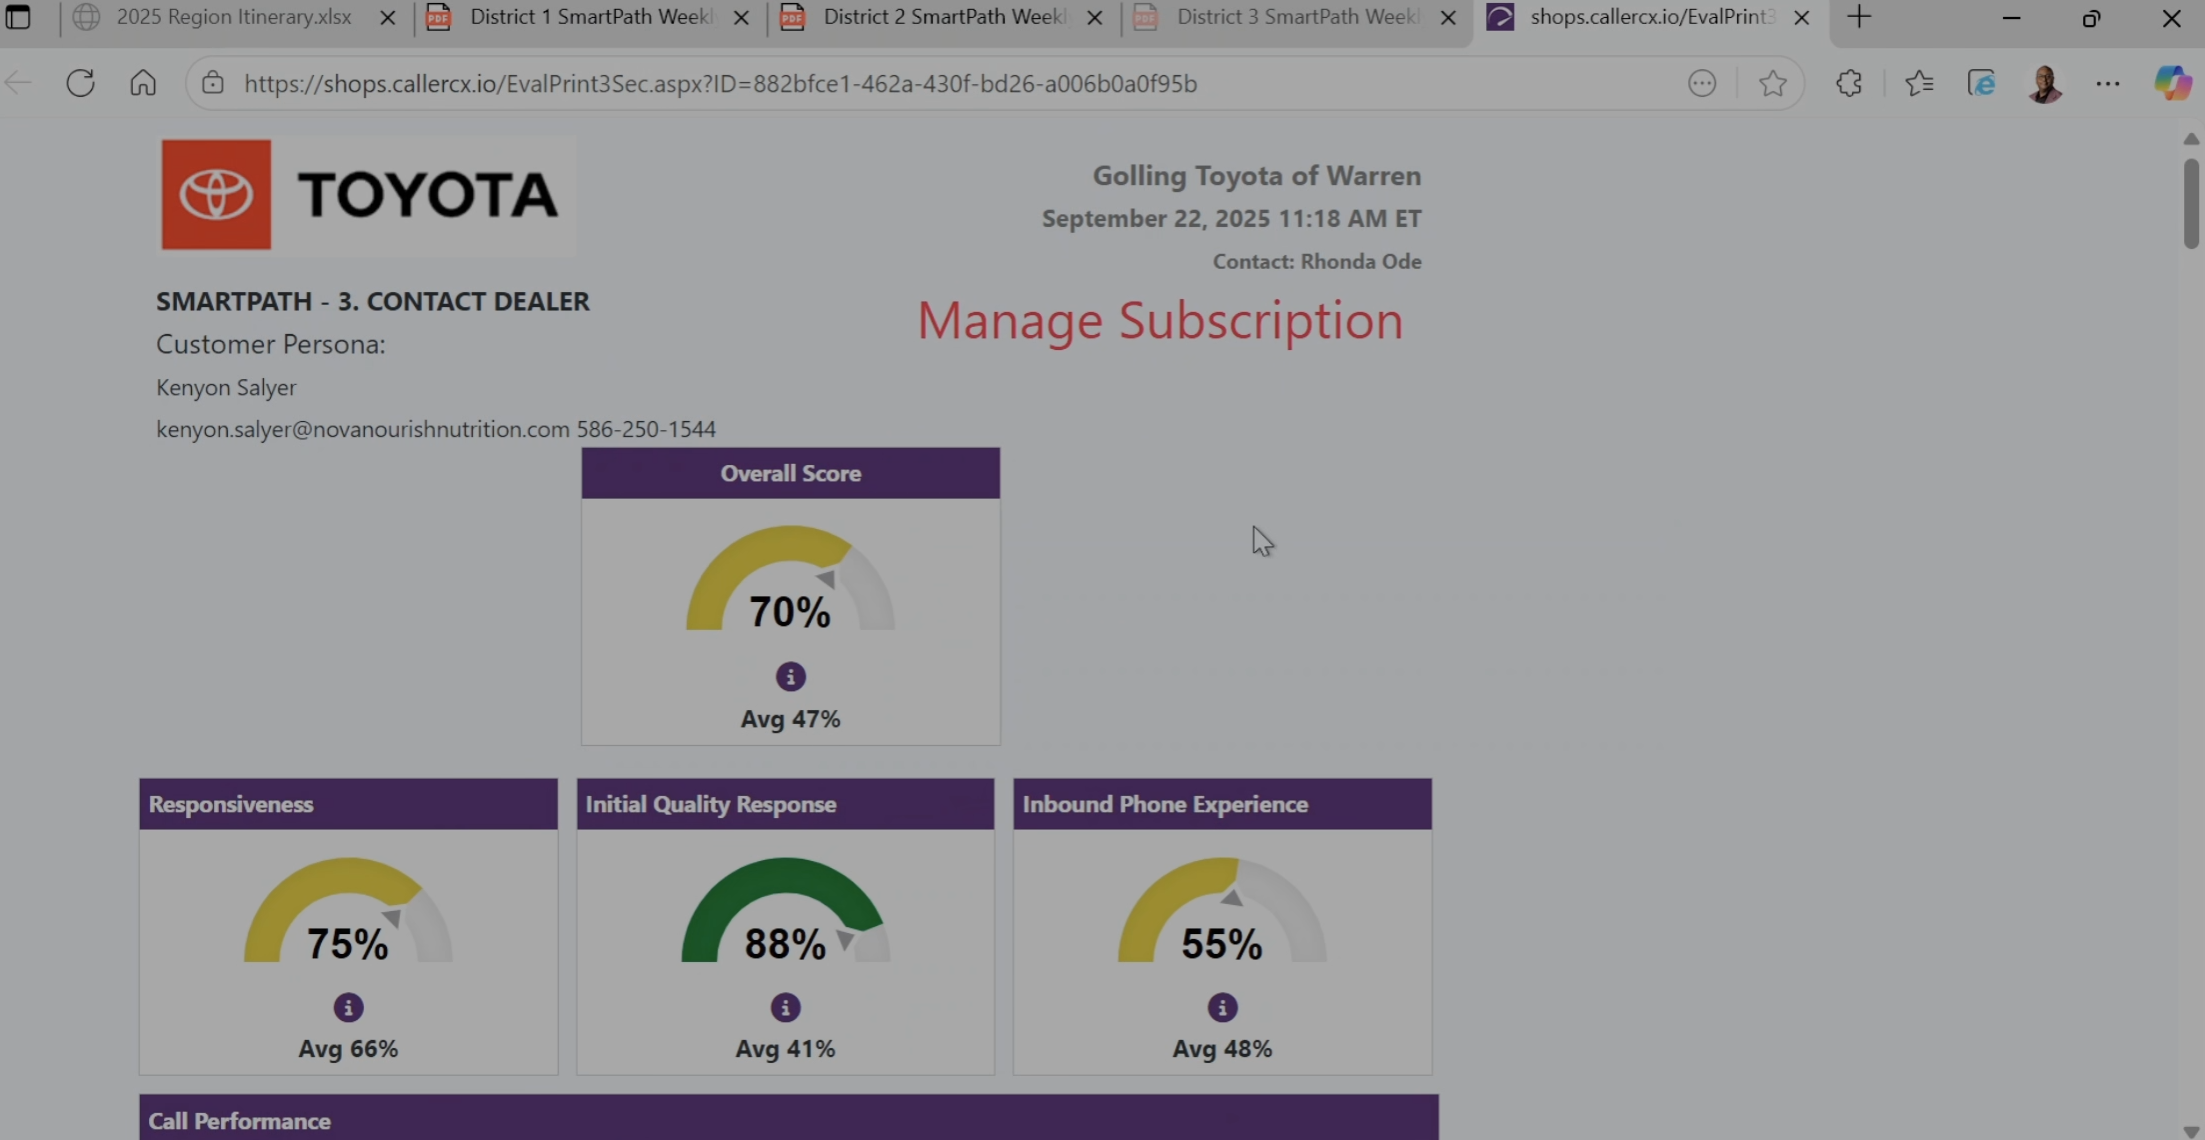 2025 Region Itinerary.xlsx
District 1 SmartPath Weekl
District 2 SmartPath Weekl
District 3 SmartPath Weekl
shops.callercx.io/EvalPrint3
https://shops.callercx.io/EvalPrint3Sec.aspx?ID=882bfce1-462a-430f-bd26-a006b0a0f95b
TOYOTA
Golling Toyota of Warren
September 22, 2025 11:18 AM ET
Contact: Rhonda Ode
Manage Subscription
SMARTPATH - 3. CONTACT DEALER
Customer Persona:
Kenyon Salyer
kenyon.salyer@novanourishnutrition.com 586-250-1544
Overall Score
70%
Avg 47%
Responsiveness
75%
Avg 66%
Initial Quality Response
88%
Avg 41%
Inbound Phone Experience
55%
Avg 48%
Call Performance